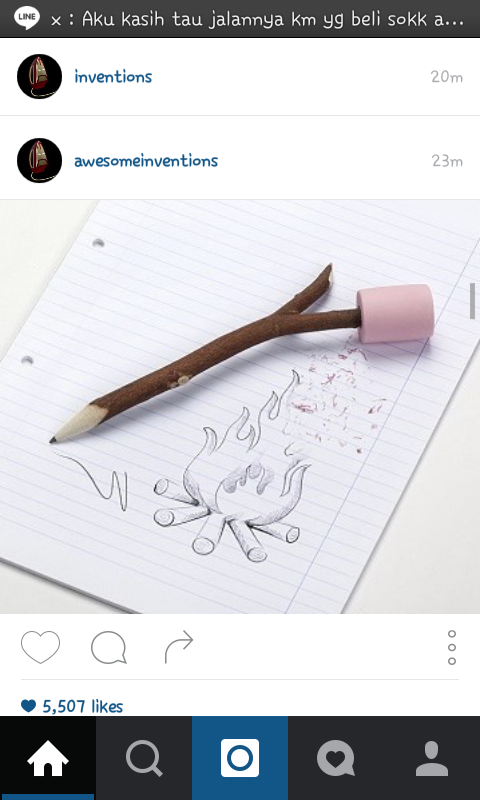 LINE x : Aku kasih tau jalannya km yg beli sokk a...
inventions 20m
awesomeinventions 23m
5,507 likes